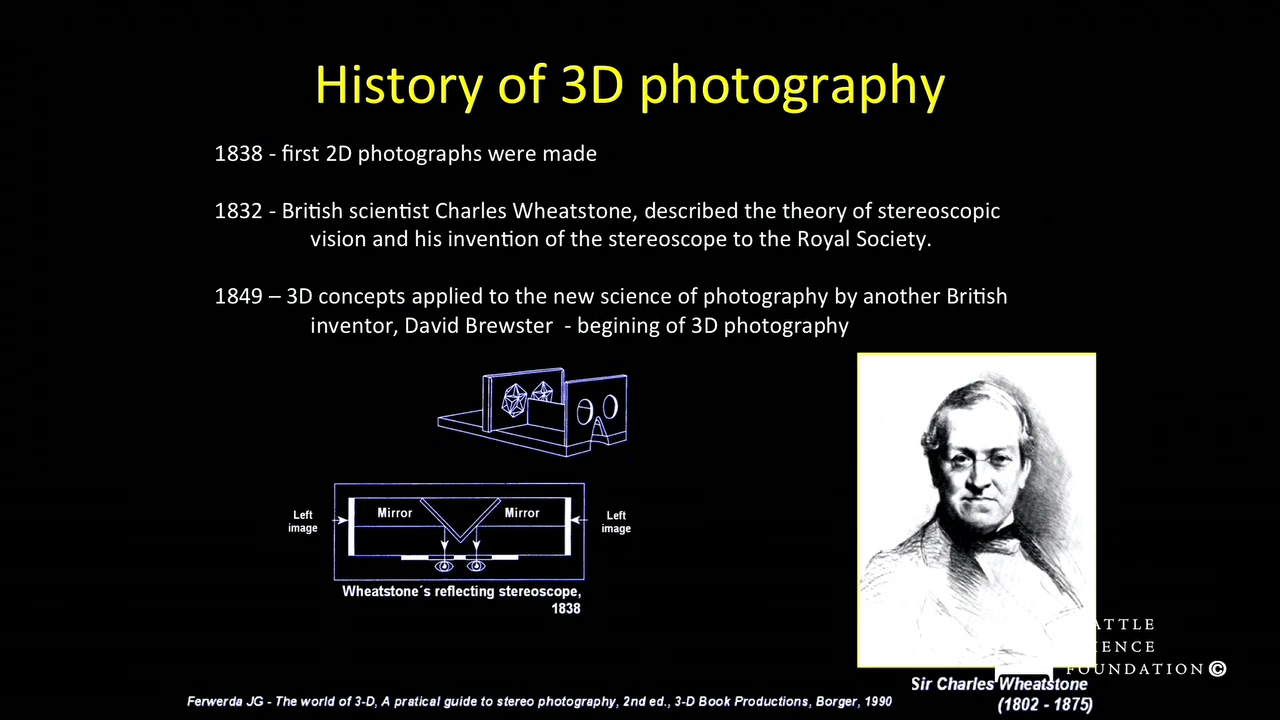 History of 3D photography
1838 - first 2D photographs were made
1832 - British scientist Charles Wheatstone, described the theory of stereoscopic
vision and his invention of the stereoscope to the Royal Society.
1849 – 3D concepts applied to the new science of photography by another British
inventor, David Brewster - begining of 3D photography
Left
image
Mirror
Mirror
Left
image
Wheatstone´s reflecting stereoscope,
1838
ATTLE
IENCE
FOUNDATION ©
Sir Charles Wheatstone
(1802 - 1875)
Ferwerda JG - The world of 3-D, A pratical guide to stereo photography, 2nd ed., 3-D Book Productions, Borger, 1990